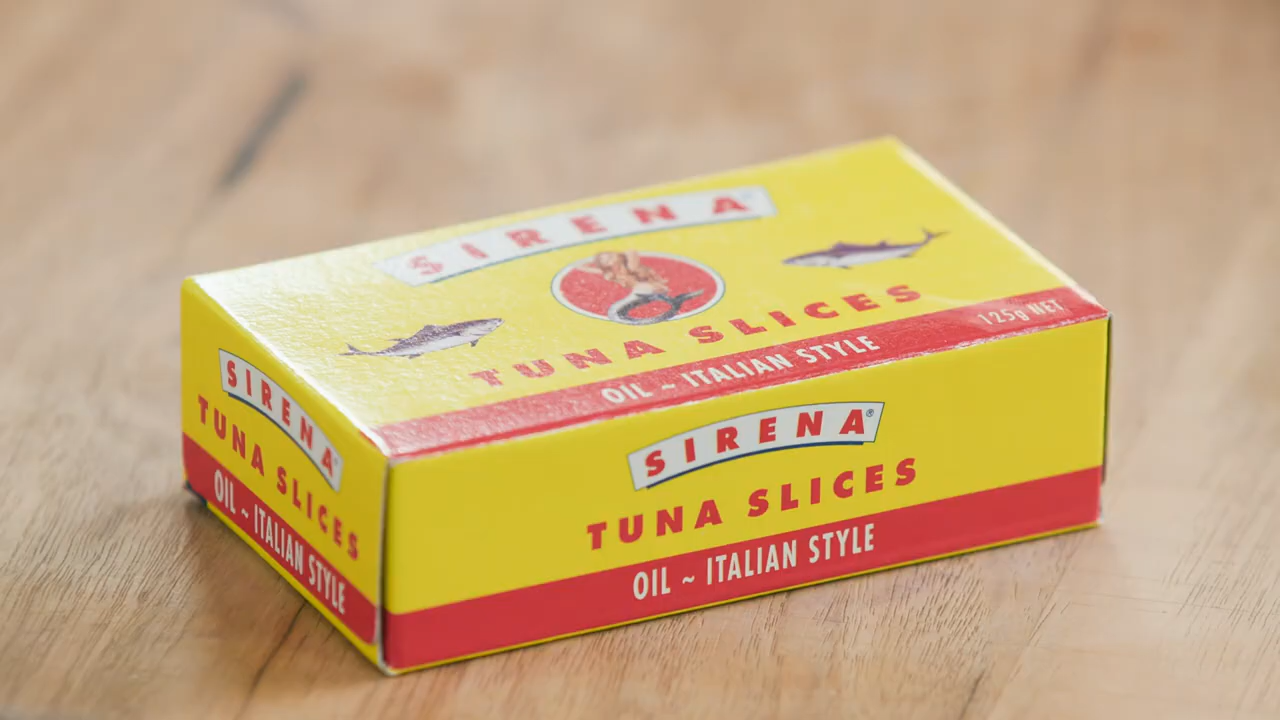 SIRENA
TUNA SLICES
OIL ~ ITALIAN STYLE
125g NET
SIRENA
TUNA SLICES
OIL ~ ITALIAN STYLE
SIRENA®
TUNA SLICES
OIL ~ ITALIAN STYLE